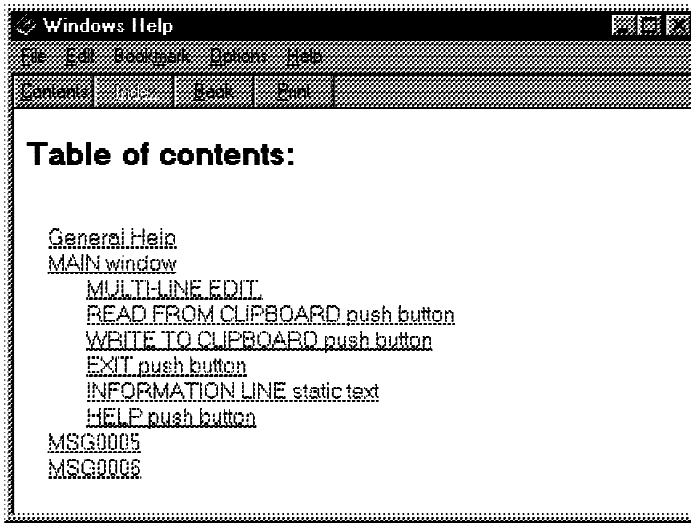 Windows Help
File Edit Bookmark Options Help
Contents Index Back Print
Table of contents:
General Help
MAIN window
MULTI-LINE EDIT.
READ FROM CLIPBOARD push button
WRITE TO CLIPBOARD push button
EXIT push button
INFORMATION LINE static text
HELP push button
MSG0005
MSG0006